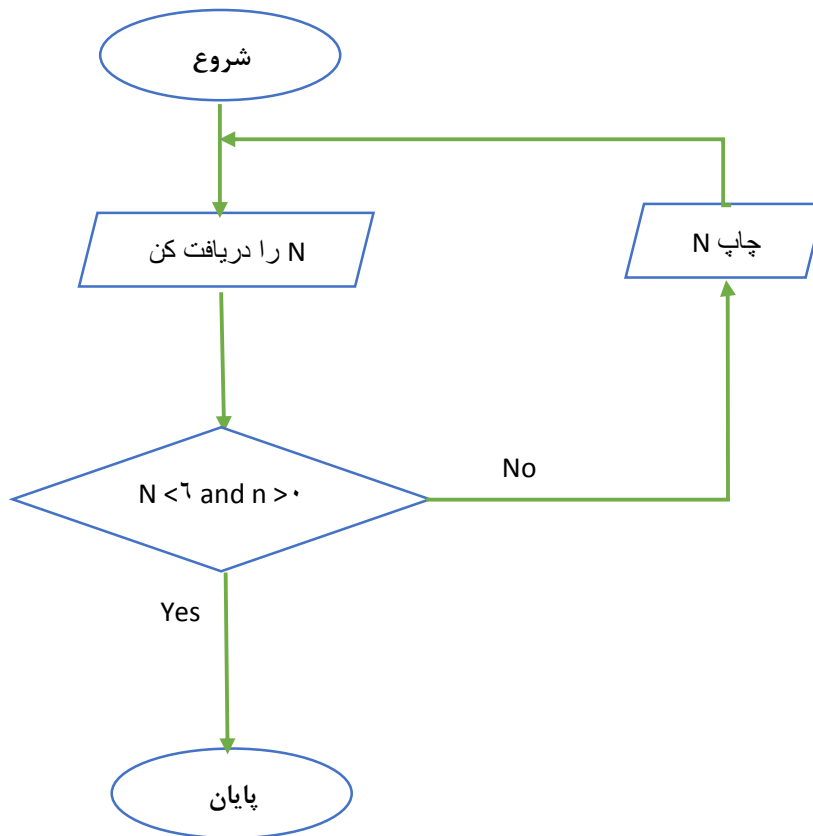 شروع
N را دریافت کن
چاپ N
N <٦ and n >٠
No
Yes
پایان